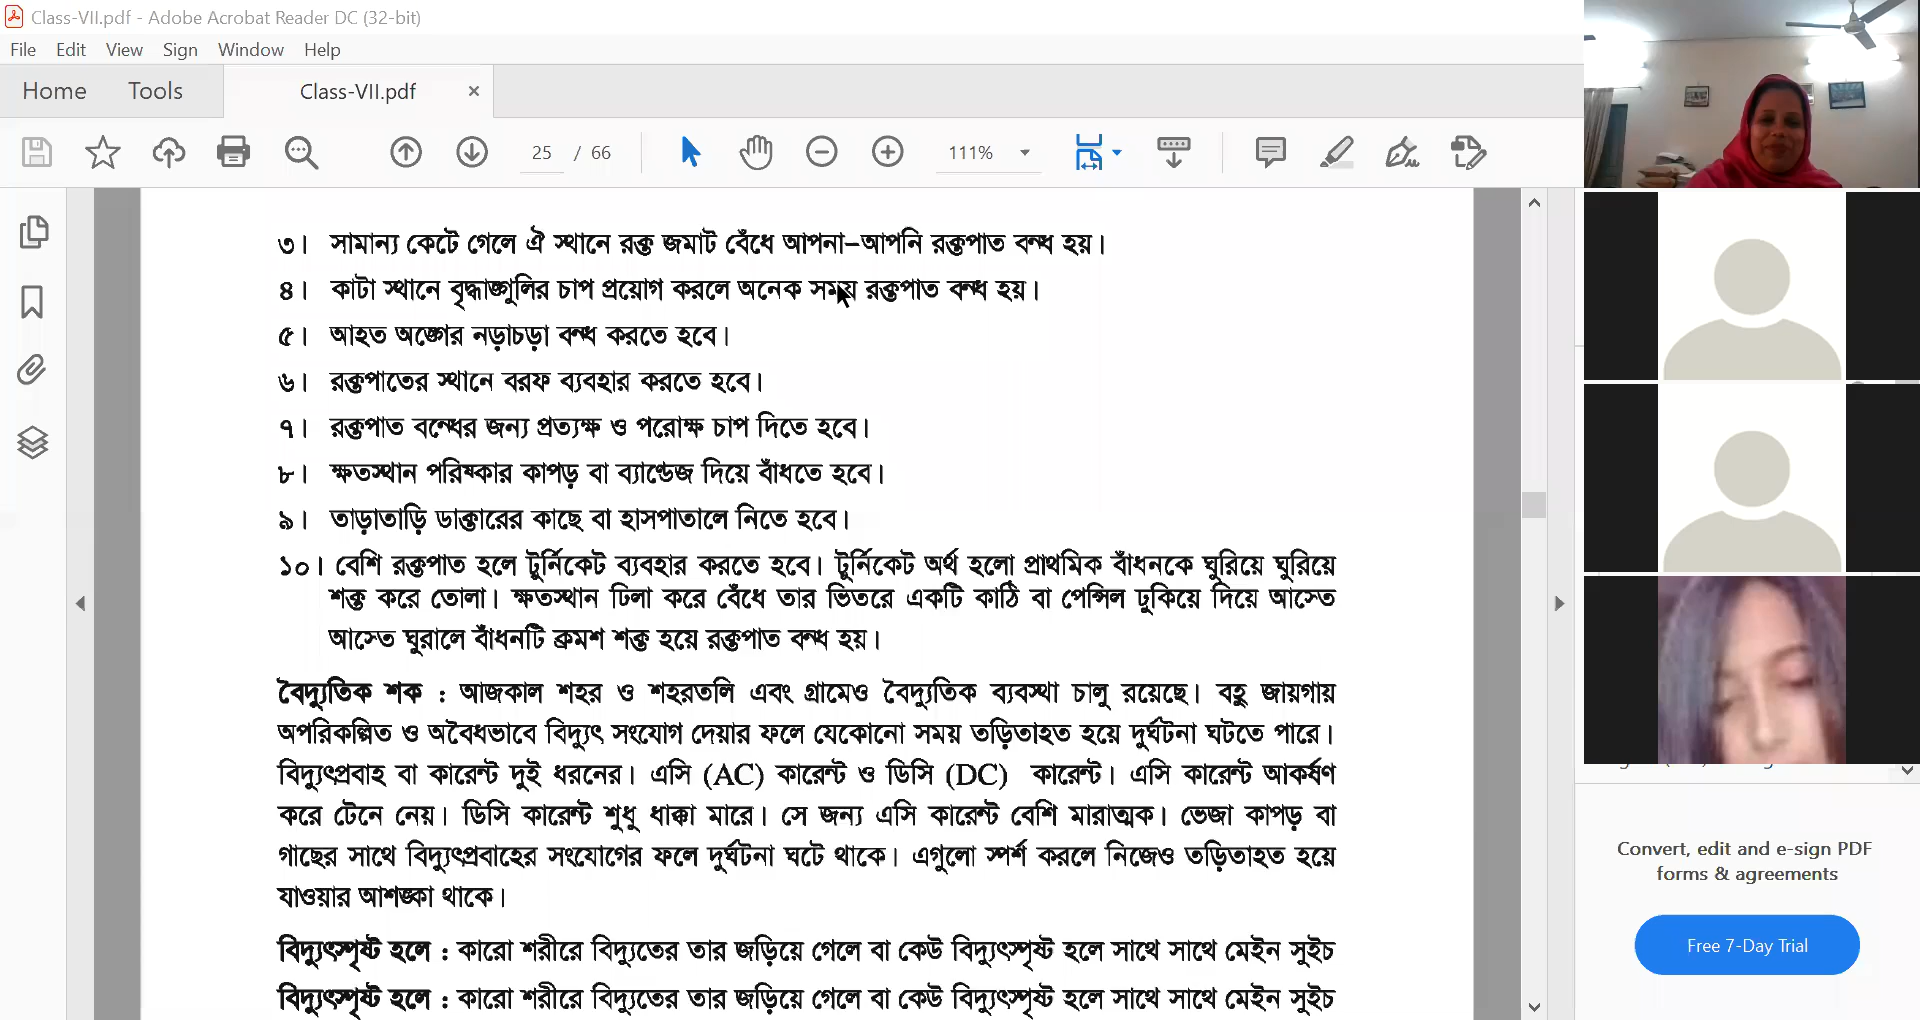 Class-VII.pdf - Adobe Acrobat Reader DC (32-bit)
File Edit View Sign Window Help
Home Tools Class-VII.pdf ×
25 / 66 111%
৩। সামান্য কেটে গেলে ঐ স্থানে রক্ত জমাট বেঁধে আপনা-আপনি রক্তপাত বন্ধ হয়।
৪। কাটা স্থানে বৃদ্ধাঙ্গুলির চাপ প্রয়োগ করলে অনেক সময় রক্তপাত বন্ধ হয়।
৫। আহত অঙ্গের নড়াচড়া বন্ধ করতে হবে।
৬। রক্তপাতের স্থানে বরফ ব্যবহার করতে হবে।
৭। রক্তপাত বন্ধের জন্য প্রত্যক্ষ ও পরোক্ষ চাপ দিতে হবে।
৮। ক্ষতস্থান পরিষ্কার কাপড় বা ব্যান্ডেজ দিয়ে বাঁধতে হবে।
৯। তাড়াতাড়ি ডাক্তারের কাছে বা হাসপাতালে নিতে হবে।
১০। বেশি রক্তপাত হলে টুর্নিকেট ব্যবহার করতে হবে। টুর্নিকেট অর্থ হলো প্রাথমিক বাঁধনকে ঘুরিয়ে ঘুরিয়ে
শক্ত করে তোলা। ক্ষতস্থান ঢিলা করে বেঁধে তার ভিতরে একটি কাঠি বা পেন্সিল ঢুকিয়ে দিয়ে আস্তে
আস্তে ঘুরালে বাঁধনটি ক্রমশ শক্ত হয়ে রক্তপাত বন্ধ হয়।
বৈদ্যুতিক শক : আজকাল শহর ও শহরতলি এবং গ্রামেও বৈদ্যুতিক ব্যবস্থা চালু রয়েছে। বহু জায়গায়
অপরিকল্পিত ও অবৈধভাবে বিদ্যুৎ সংযোগ দেয়ার ফলে যেকোনো সময় তড়িতাহত হয়ে দুর্ঘটনা ঘটতে পারে।
বিদ্যুৎপ্রবাহ বা কারেন্ট দুই ধরনের। এসি (AC) কারেন্ট ও ডিসি (DC) কারেন্ট। এসি কারেন্ট আকর্ষণ
করে টেনে নেয়। ডিসি কারেন্ট শুধু ধাক্কা মারে। সে জন্য এসি কারেন্ট বেশি মারাত্মক। ভেজা কাপড় বা
গাছের সাথে বিদ্যুৎপ্রবাহের সংযোগের ফলে দুর্ঘটনা ঘটে থাকে। এগুলো স্পর্শ করলে নিজেও তড়িতাহত হয়ে
যাওয়ার আশঙ্কা থাকে।
বিদ্যুৎস্পৃষ্ট হলে : কারো শরীরে বিদ্যুতের তার জড়িয়ে গেলে বা কেউ বিদ্যুৎস্পৃষ্ট হলে সাথে সাথে মেইন সুইচ
বিদ্যুৎস্পৃষ্ট হলে : কারো শরীরে বিদ্যুতের তার জড়িয়ে গেলে বা কেউ বিদ্যুৎস্পৃষ্ট হলে সাথে সাথে মেইন সুইচ
Convert, edit and e-sign PDF
forms & agreements
Free 7-Day Trial